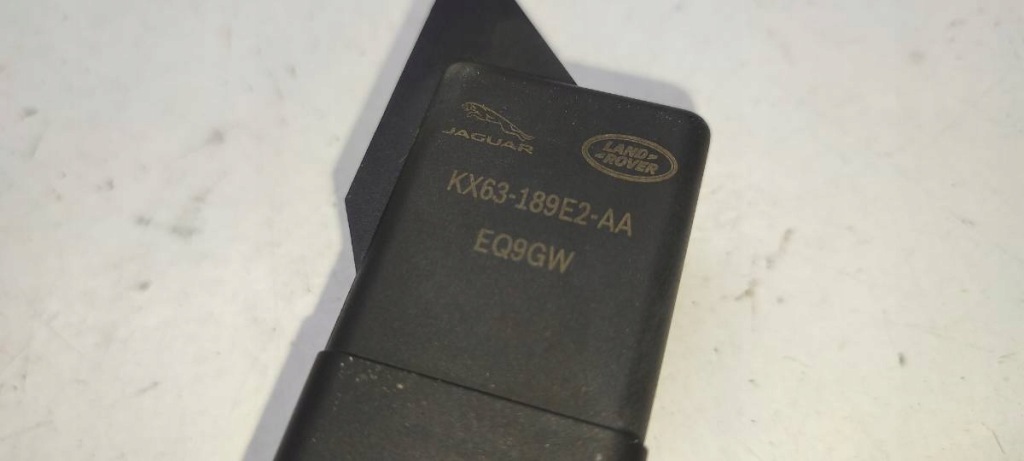 JAGUAR
LAND
ROVER
KX63-189E2-AA
EQ9GW